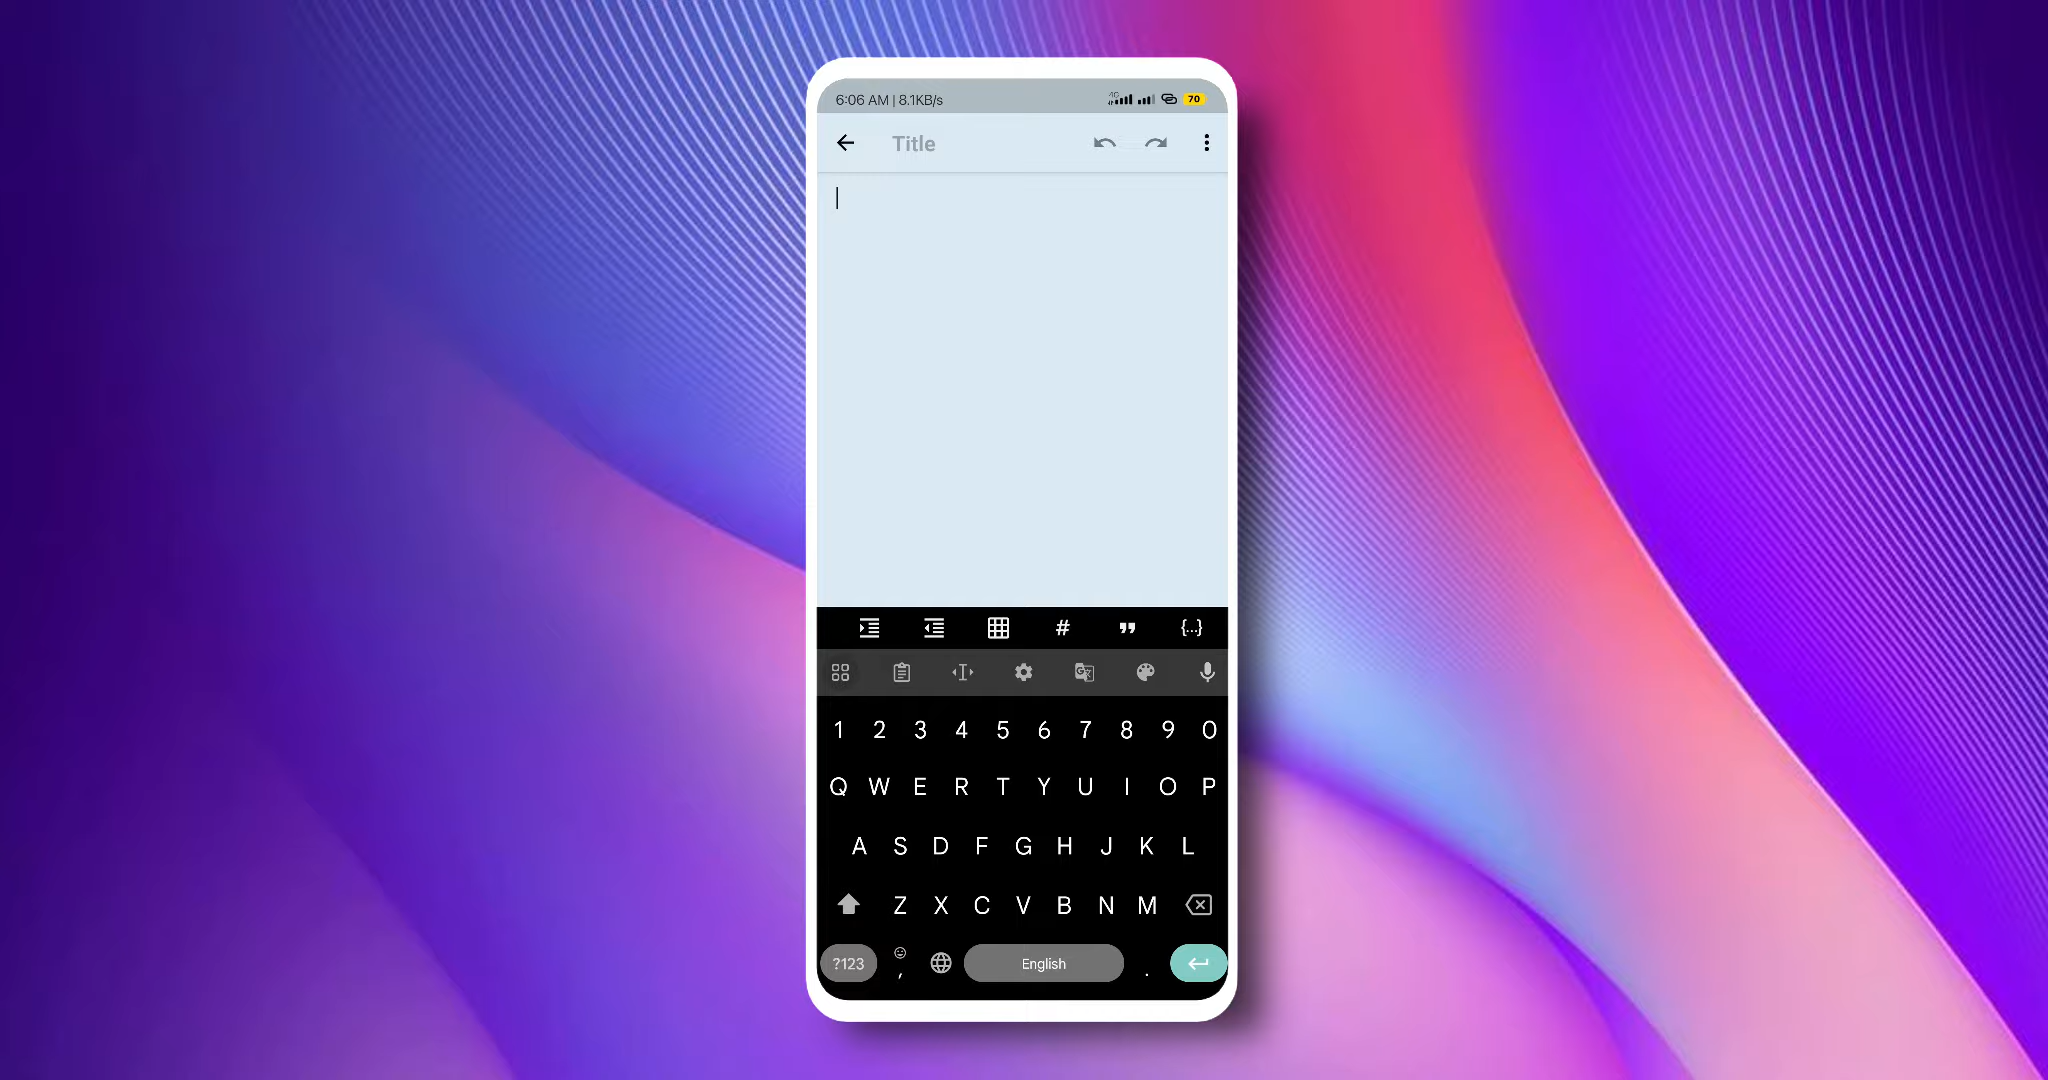 6:06 AM | 8.1KB/s 4G 70
Title
# " {...}
1 2 3 4 5 6 7 8 9 0
Q W E R T Y U I O P
A S D F G H J K L
Z X C V B N M
?123 , English .